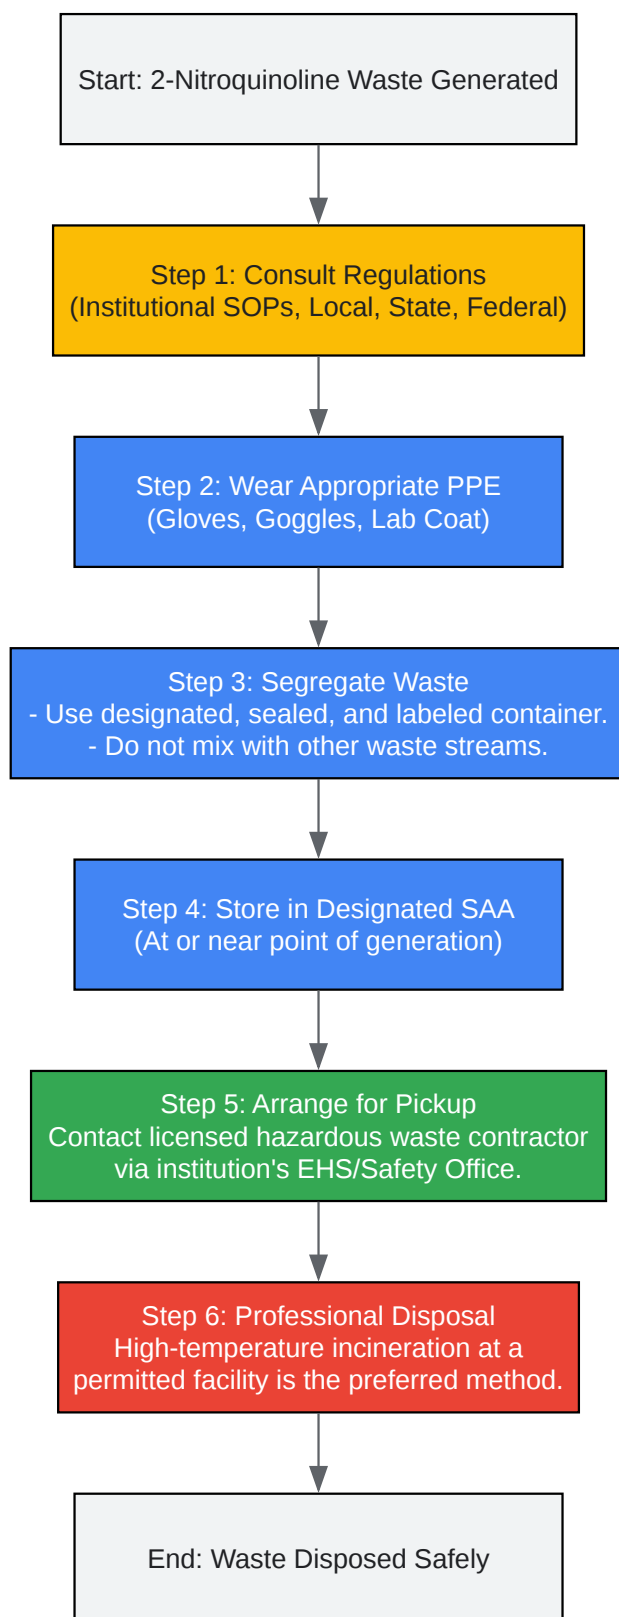 Start: 2-Nitroquinoline Waste Generated
Step 1: Consult Regulations
(Institutional SOPs, Local, State, Federal)
Step 2: Wear Appropriate PPE
(Gloves, Goggles, Lab Coat)
Step 3: Segregate Waste
- Use designated, sealed, and labeled container.
- Do not mix with other waste streams.
Step 4: Store in Designated SAA
(At or near point of generation)
Step 5: Arrange for Pickup
Contact licensed hazardous waste contractor
via institution's EHS/Safety Office.
Step 6: Professional Disposal
High-temperature incineration at a
permitted facility is the preferred method.
End: Waste Disposed Safely